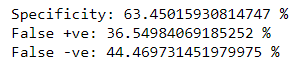 Specificity: 63.45015930814747 %
False +ve: 36.54984069185252 %
False -ve: 44.469731451979975 %